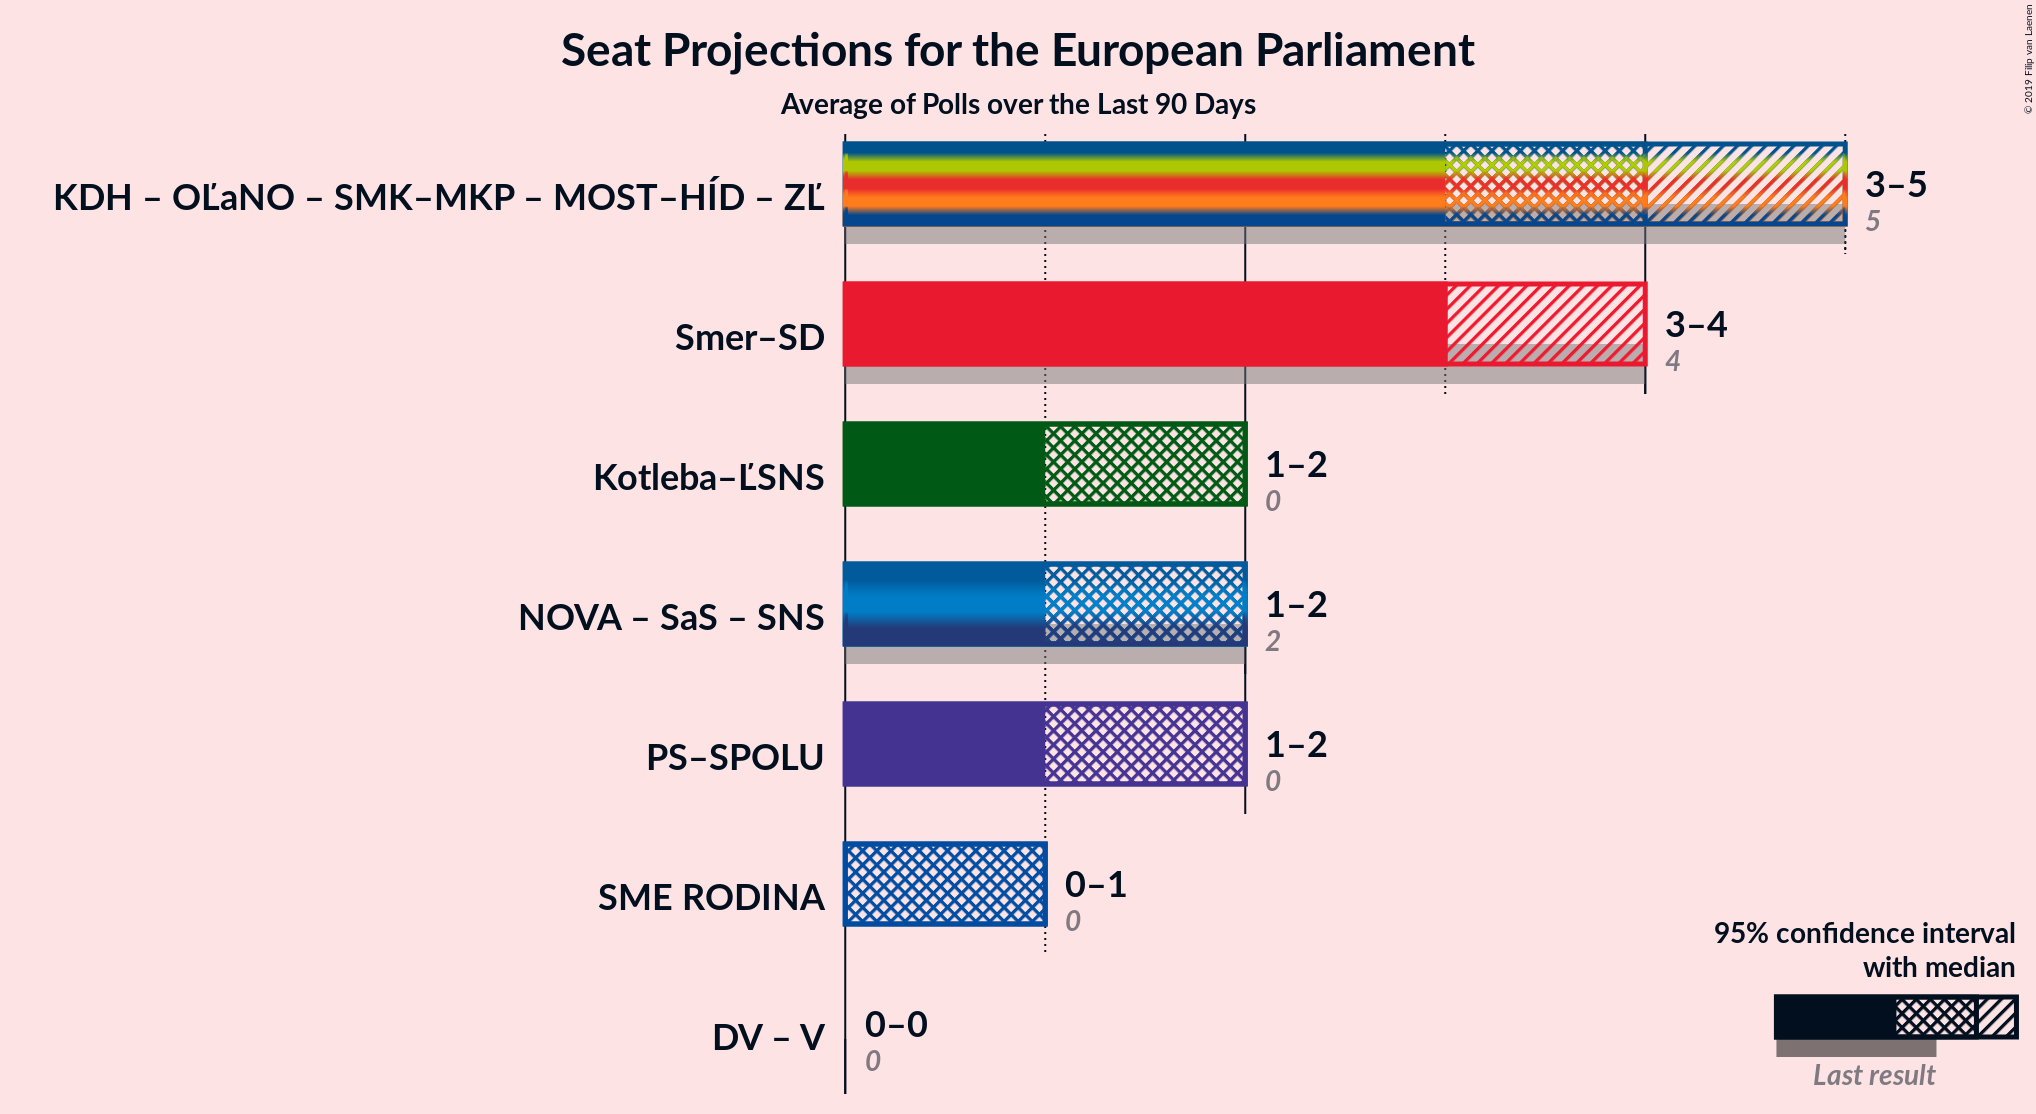 Seat Projections for the European Parliament
Average of Polls over the Last 90 Days
© 2019 Filip van Laenen
KDH – OĽaNO – SMK–MKP – MOST–HÍD – ZĽ
3–5
5
Smer–SD
3–4
4
Kotleba–ĽSNS
1–2
0
NOVA – SaS – SNS
1–2
2
PS–SPOLU
1–2
0
SME RODINA
0–1
0
DV – V
0–0
0
95% confidence interval
with median
Last result